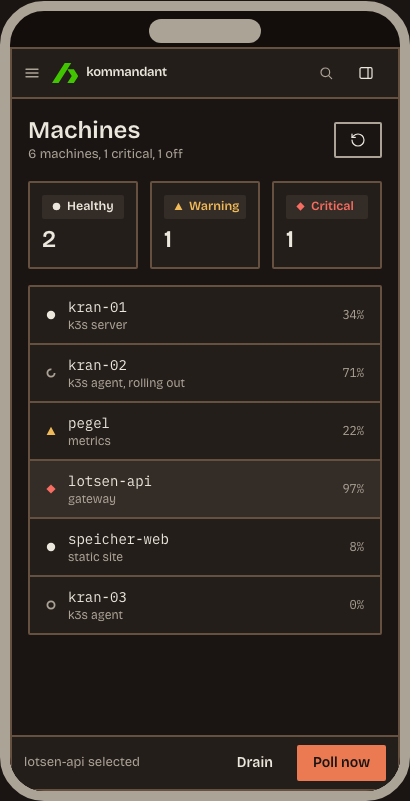 kommandant
Machines
6 machines, 1 critical, 1 off
Healthy
2
Warning
1
Critical
1
kran-01
k3s server
34%
kran-02
k3s agent, rolling out
71%
pegel
metrics
22%
lotsen-api
gateway
97%
speicher-web
static site
8%
kran-03
k3s agent
0%
lotsen-api selected
Drain
Poll now